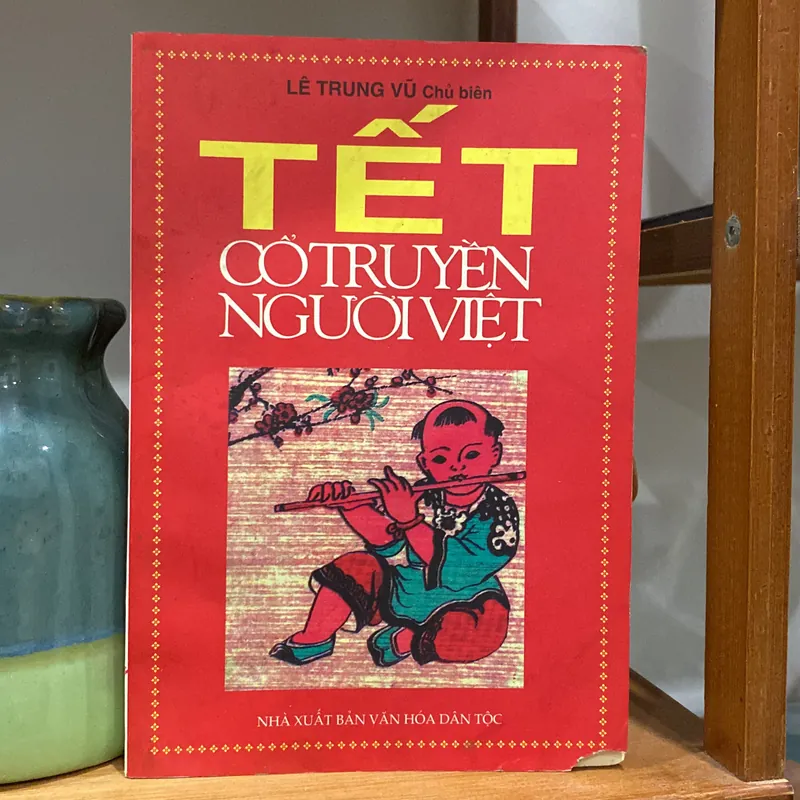 LÊ TRUNG VŨ Chủ biên
TẾT
CỔ TRUYỀN
NGƯỜI VIỆT
NHÀ XUẤT BẢN VĂN HÓA DÂN TỘC